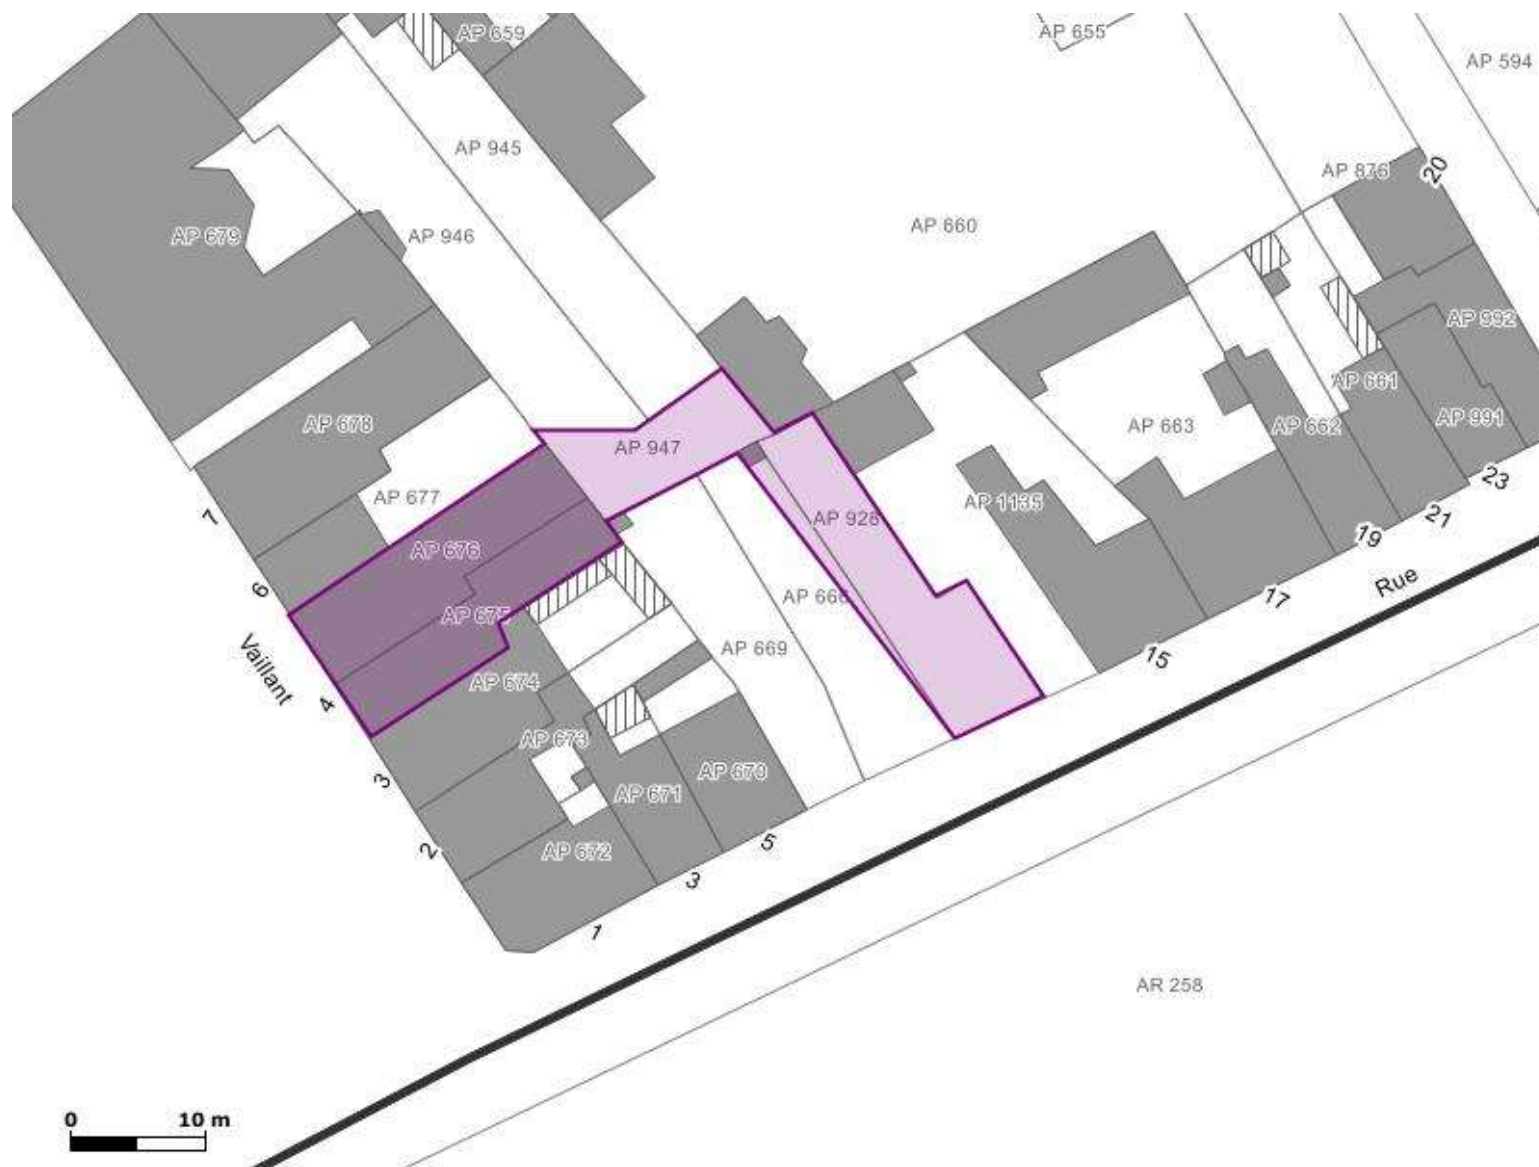 AP 659
AP 655
AP 594
AP 945
AP 876
20
AP 679
AP 946
AP 660
AP 992
AP 661
AP 678
AP 663
AP 662
AP 991
AP 947
23
AP 677
AP 1135
7
AP 928
21
AP 676
19
6
AP 666
Rue
17
AP 675
Vaillant
AP 669
15
AP 674
4
AP 673
3
AP 670
AP 671
2
AP 672
5
3
1
AR 258
0 10 m